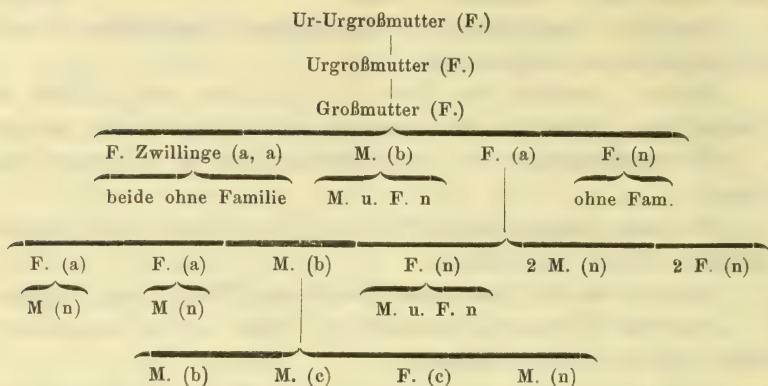 Ur-Urgroßmutter (F.)
Urgroßmutter (F.)
Großmutter (F.)
F. Zwillinge (a, a) M. (b) F. (a) F. (n)
beide ohne Familie M. u. F. n ohne Fam.
F. (a) F. (a) M. (b) F. (n) 2 M. (n) 2 F. (n)
M (n) M (n) M. u. F. n
M. (b) M. (c) F. (c) M. (n)